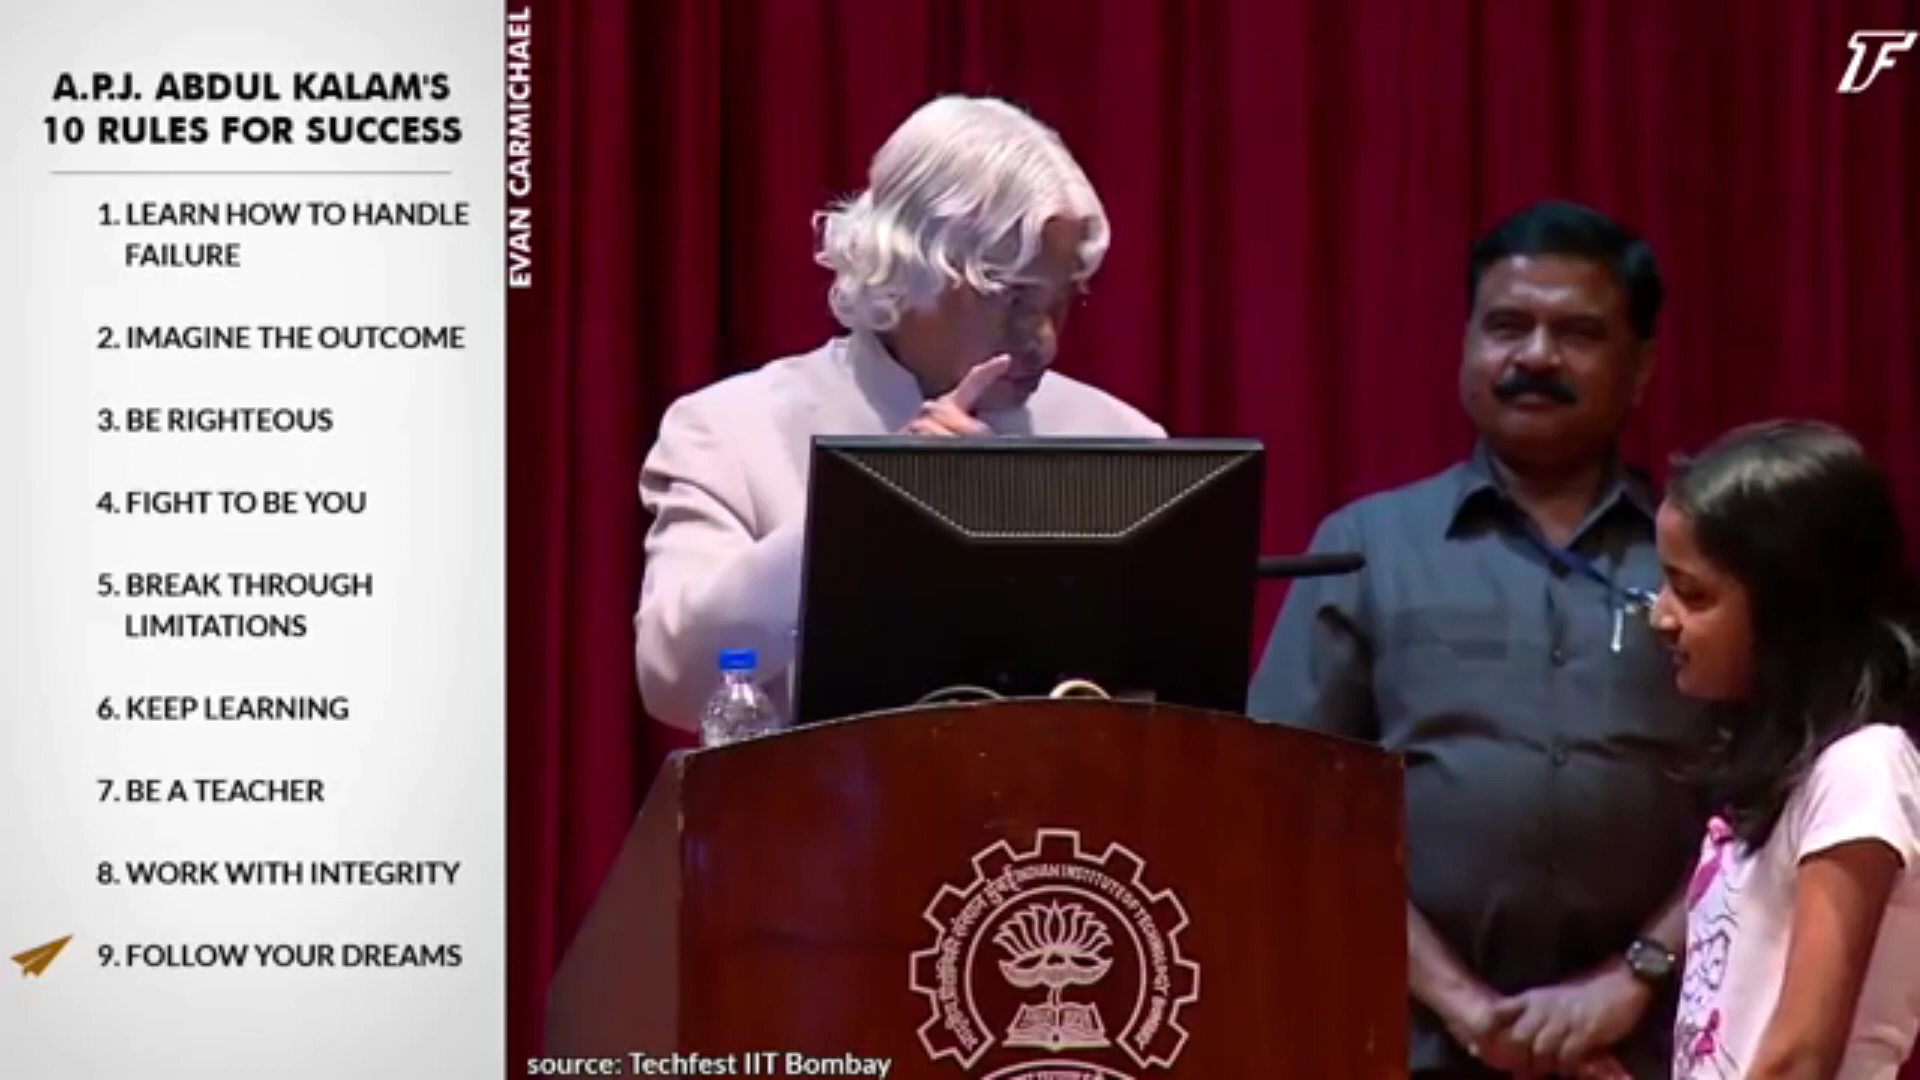 A.P.J. ABDUL KALAM'S
10 RULES FOR SUCCESS
1. LEARN HOW TO HANDLE
FAILURE
2. IMAGINE THE OUTCOME
3. BE RIGHTEOUS
4. FIGHT TO BE YOU
5. BREAK THROUGH
LIMITATIONS
6. KEEP LEARNING
7. BE A TEACHER
8. WORK WITH INTEGRITY
9. FOLLOW YOUR DREAMS
EVAN CARMICHAEL
TF
INDIAN INSTITUTE OF TECHNOLOGY BOMBAY
source: Techfest IIT Bombay